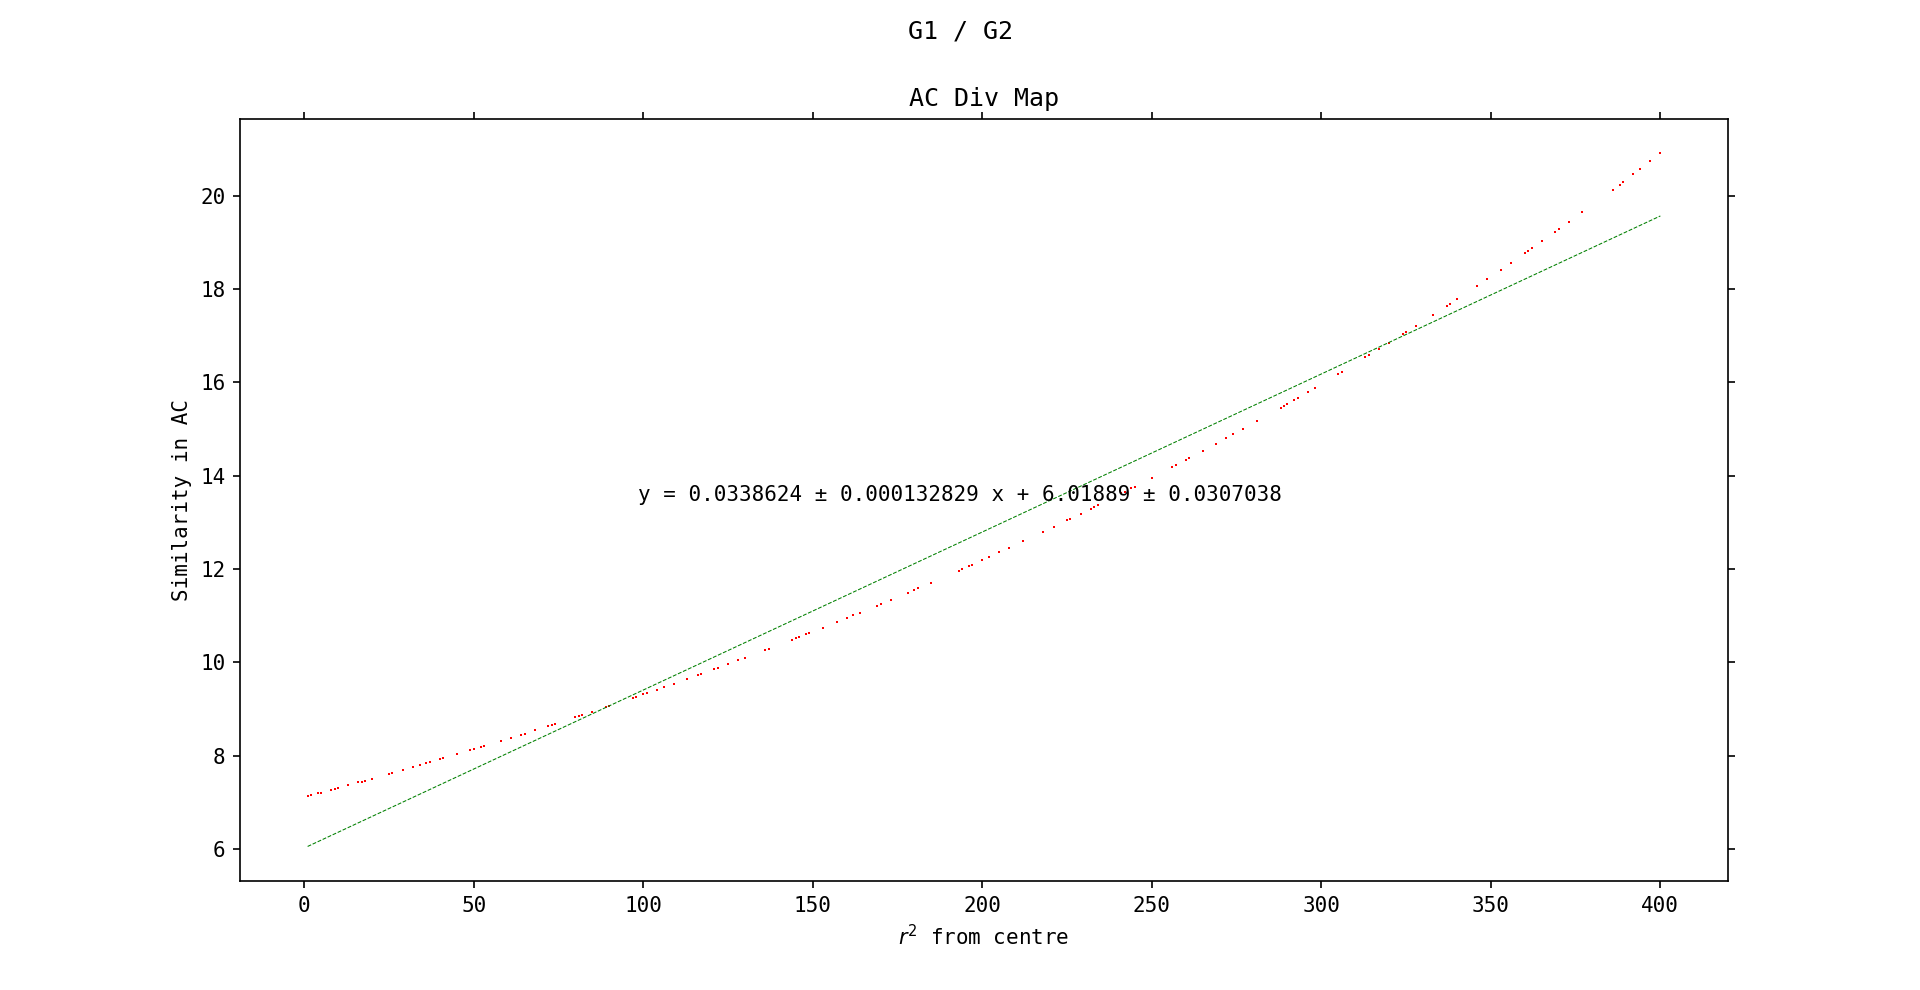 G1 / G2
AC Div Map
Similarity in AC
20
18
16
14
12
10
8
6
y = 0.0338624 ± 0.000132829 x + 6.01889 ± 0.0307038
0 50 100 150 200 250 300 350 400
r² from centre